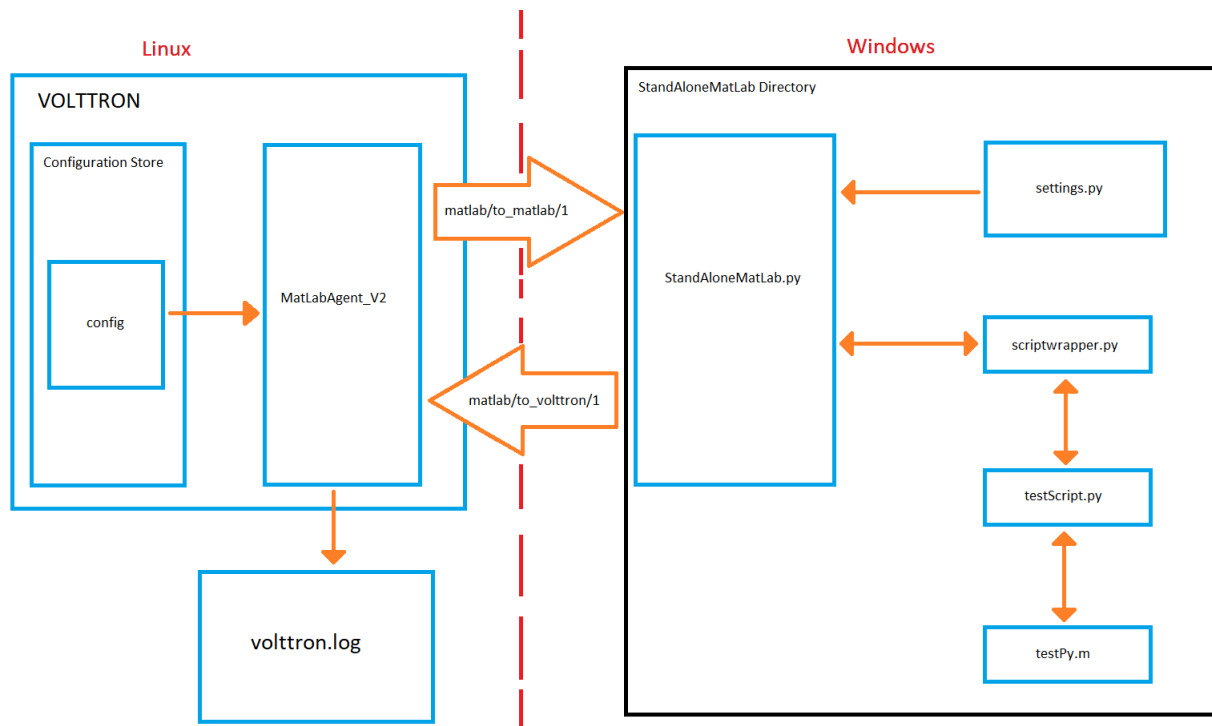 Linux
Windows
VOLTTRON
StandAloneMatLab Directory
Configuration Store
config
MatLabAgent_V2
matlab/to_matlab/1
matlab/to_volttron/1
volttron.log
StandAloneMatLab.py
settings.py
scriptwrapper.py
testScript.py
testPy.m